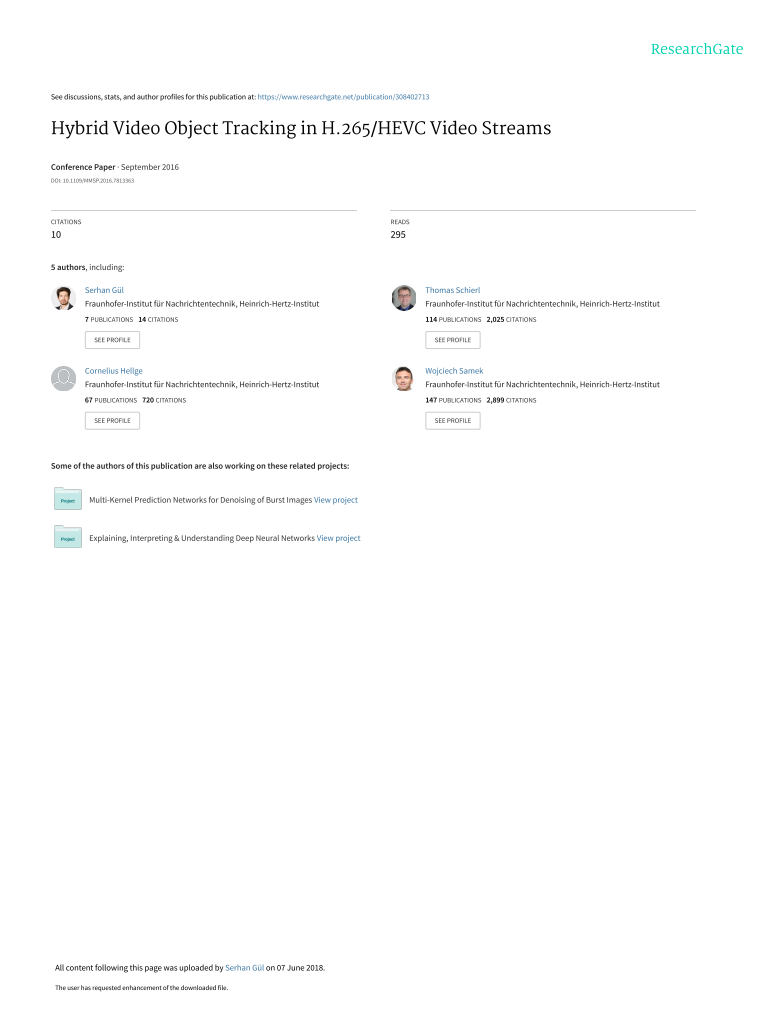 ResearchGate
See discussions, stats, and author profiles for this publication at: https://www.researchgate.net/publication/308402713
Hybrid Video Object Tracking in H.265/HEVC Video Streams
Conference Paper · September 2016
DOI: 10.1109/MMSP.2016.7813363
CITATIONS
10
READS
295
5 authors, including:
Serhan Gül
Fraunhofer-Institut für Nachrichtentechnik, Heinrich-Hertz-Institut
7 PUBLICATIONS 14 CITATIONS
SEE PROFILE
Thomas Schierl
Fraunhofer-Institut für Nachrichtentechnik, Heinrich-Hertz-Institut
114 PUBLICATIONS 2,025 CITATIONS
SEE PROFILE
Cornelius Hellge
Fraunhofer-Institut für Nachrichtentechnik, Heinrich-Hertz-Institut
67 PUBLICATIONS 720 CITATIONS
SEE PROFILE
Wojciech Samek
Fraunhofer-Institut für Nachrichtentechnik, Heinrich-Hertz-Institut
147 PUBLICATIONS 2,899 CITATIONS
SEE PROFILE
Some of the authors of this publication are also working on these related projects:
Project
Multi-Kernel Prediction Networks for Denoising of Burst Images View project
Project
Explaining, Interpreting & Understanding Deep Neural Networks View project
All content following this page was uploaded by Serhan Gül on 07 June 2018.
The user has requested enhancement of the downloaded file.